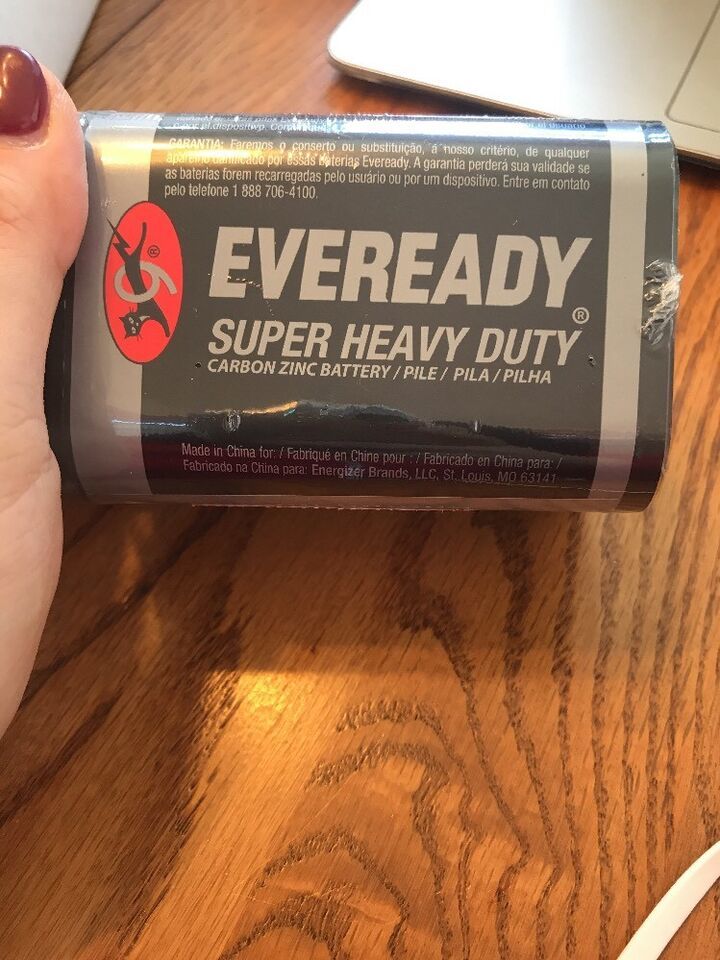 GARANTIA: Faremos o conserto ou substituição, á nosso critério, de qualquer
aparelho danificado por essas baterias Eveready. A garantia perderá sua validade se
as baterias forem recarregadas pelo usuário ou por um dispositivo. Entre em contato
pelo telefone 1 888 706-4100.
9
®
EVEREADY®
SUPER HEAVY DUTY
CARBON ZINC BATTERY / PILE / PILA / PILHA
Made in China for: / Fabriqué en Chine pour : / Fabricado en China para: /
Fabricado na China para: Energizer Brands, LLC, St. Louis, MO 63141